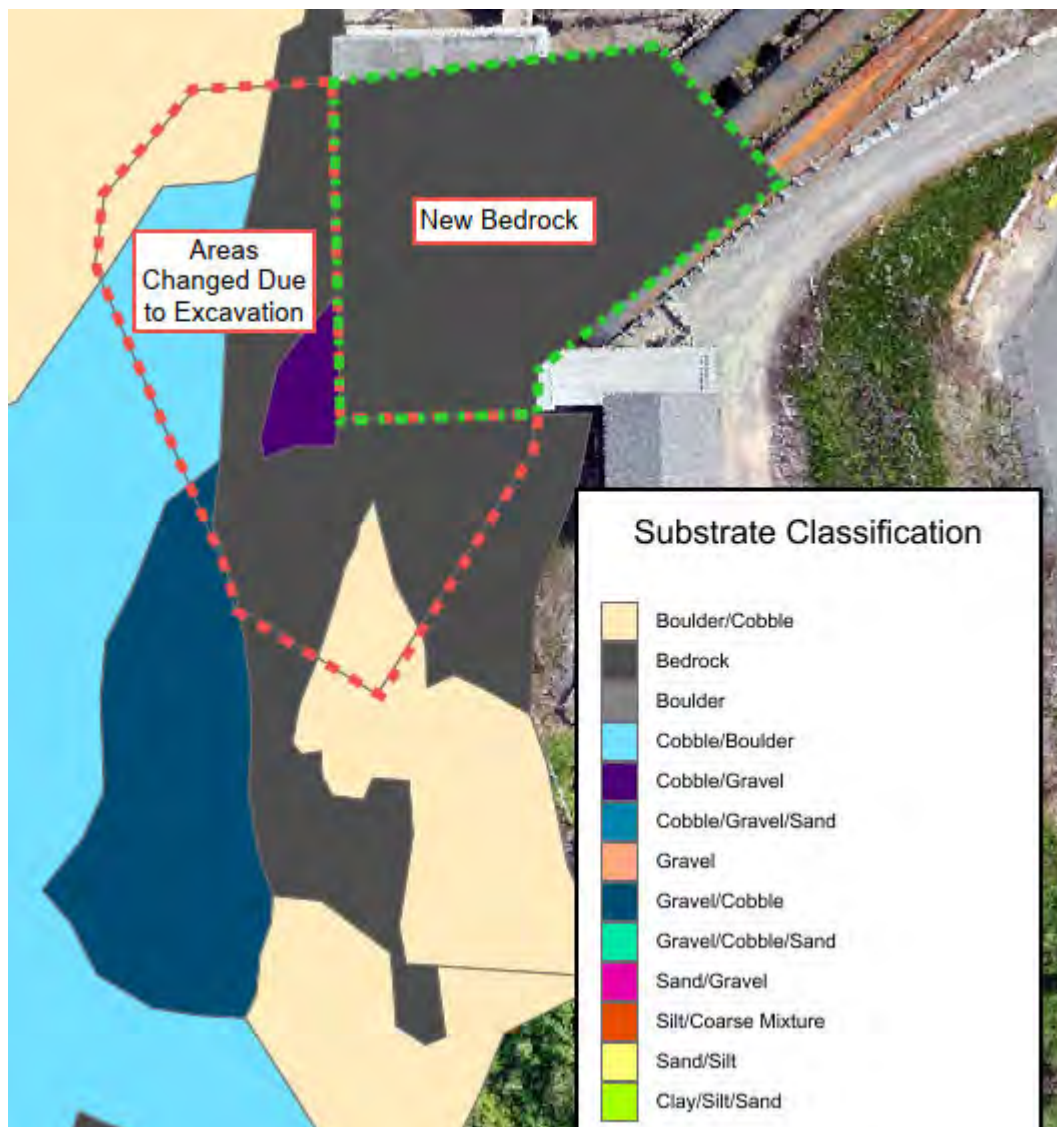 New Bedrock
Areas
Changed Due
to Excavation
Substrate Classification
Boulder/Cobble
Bedrock
Boulder
Cobble/Boulder
Cobble/Gravel
Cobble/Gravel/Sand
Gravel
Gravel/Cobble
Gravel/Cobble/Sand
Sand/Gravel
Silt/Coarse Mixture
Sand/Silt
Clay/Silt/Sand